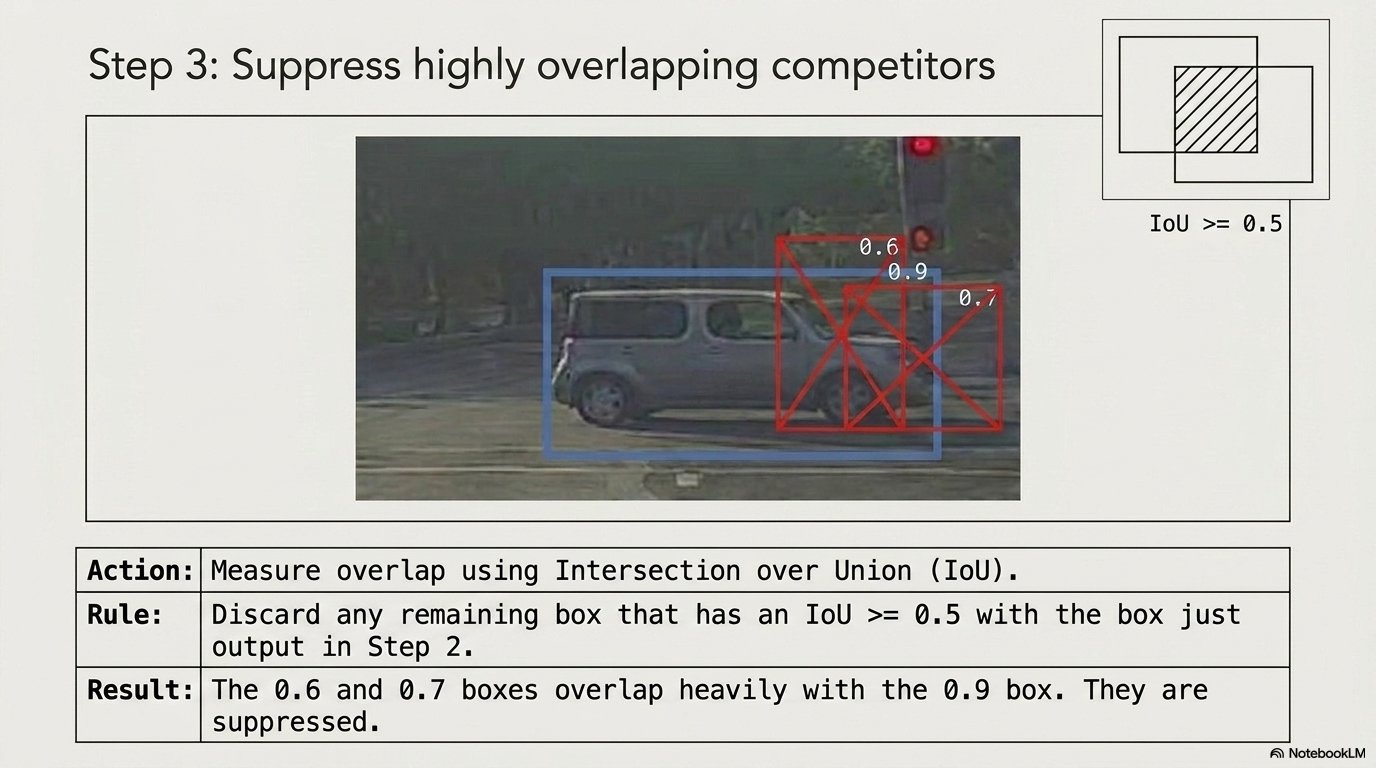 Step 3: Suppress highly overlapping competitors
IoU >= 0.5
0.6
0.9
0.7
Action: Measure overlap using Intersection over Union (IoU).
Rule: Discard any remaining box that has an IoU >= 0.5 with the box just
output in Step 2.
Result: The 0.6 and 0.7 boxes overlap heavily with the 0.9 box. They are
suppressed.
NotebookLM